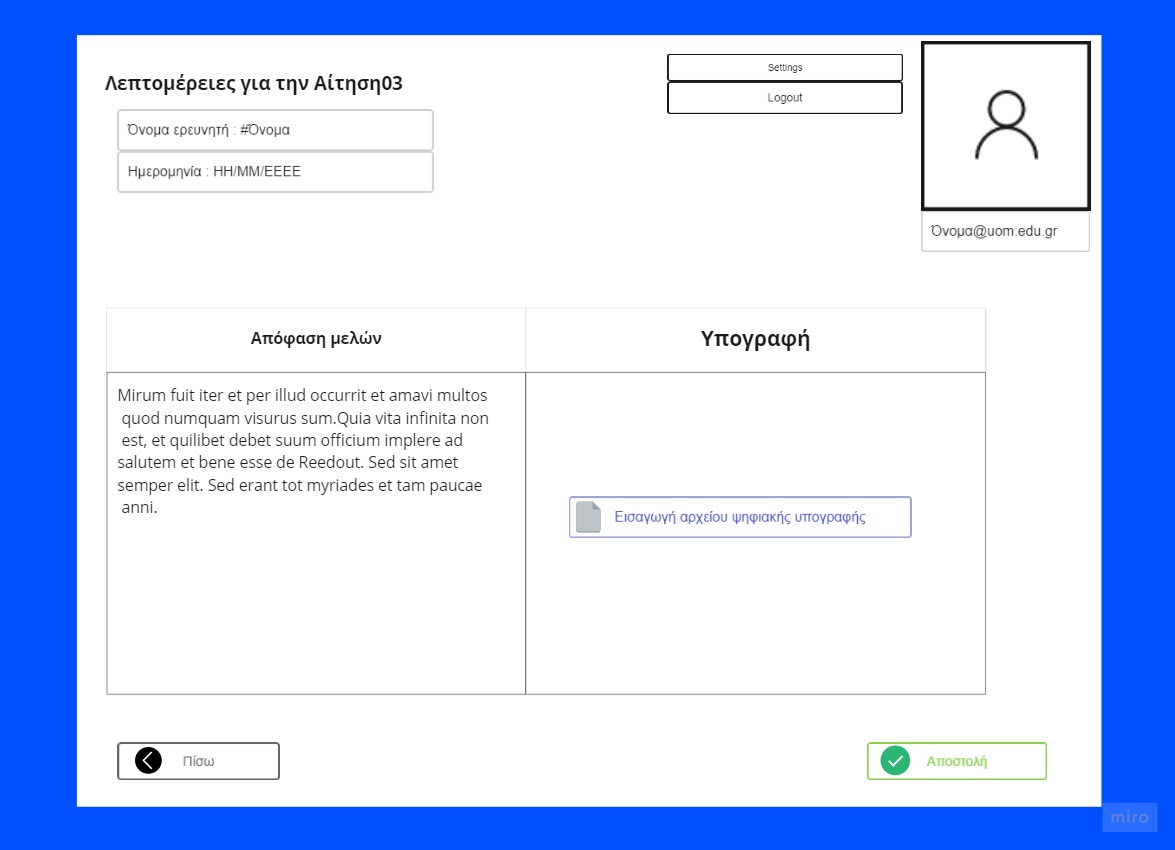 Λεπτομέρειες για την Αίτηση03
Settings
Logout
Όνομα ερευνητή : #Όνομα
Ημερομηνία : HH/MM/EEEE
Όνομα@uom.edu.gr
Απόφαση μελών
Υπογραφή
Mirum fuit iter et per illud occurrit et amavi multos
quod numquam visurus sum.Quia vita infinita non
est, et quilibet debet suum officium implere ad
salutem et bene esse de Reedout. Sed sit amet
semper elit. Sed erant tot myriades et tam paucae
anni.
Εισαγωγή αρχείου ψηφιακής υπογραφής
Πίσω
Αποστολή
miro